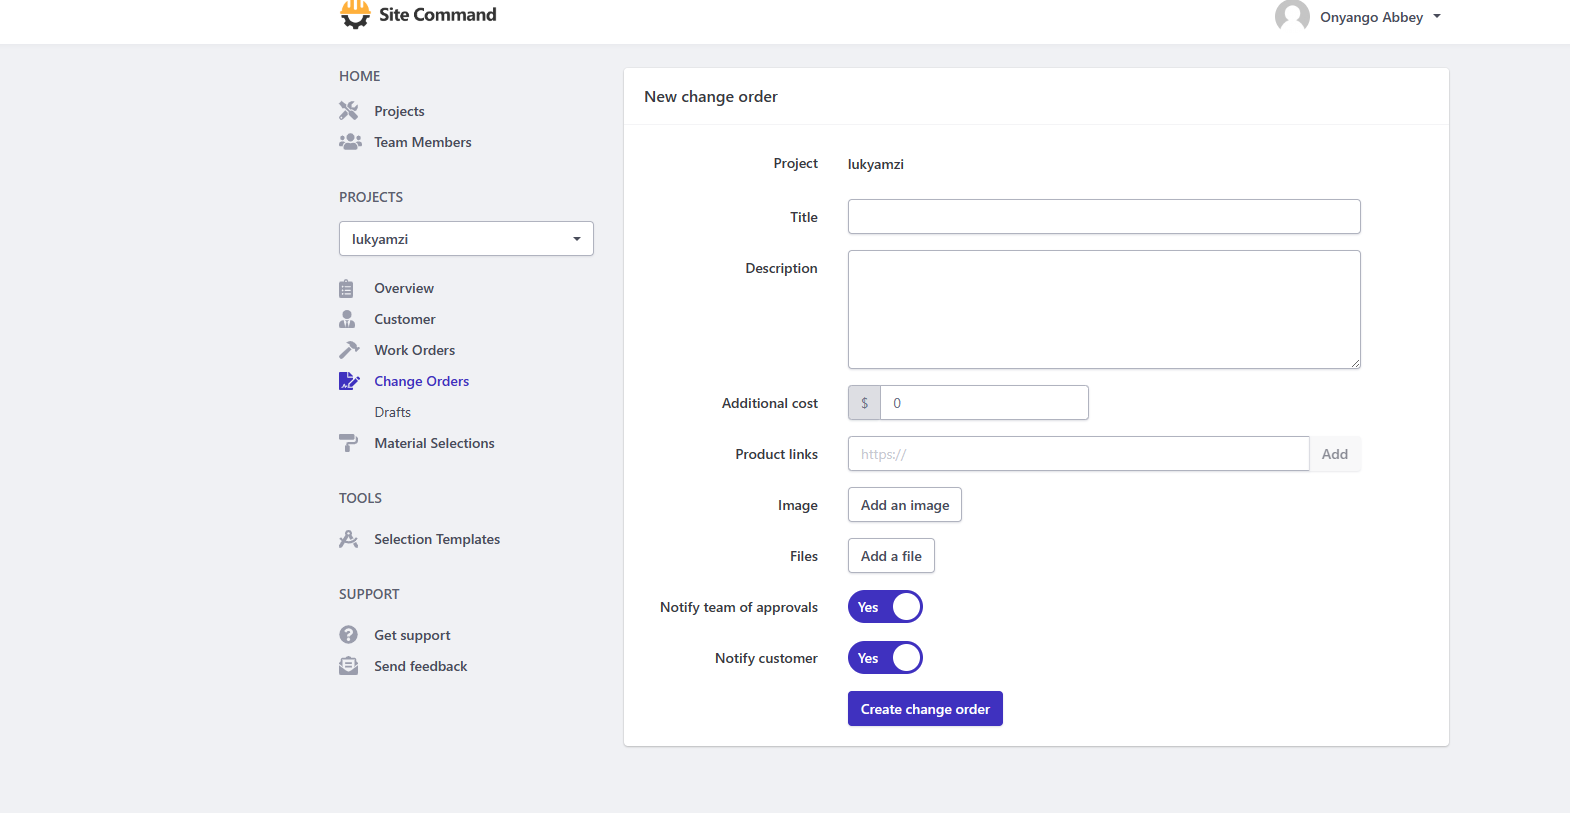 Site Command
Onyango Abbey
HOME
Projects
Team Members
PROJECTS
lukyamzi
Overview
Customer
Work Orders
Change Orders
Drafts
Material Selections
TOOLS
Selection Templates
SUPPORT
Get support
Send feedback
New change order
Project lukyamzi
Title
Description
Additional cost $ 0
Product links https:// Add
Image Add an image
Files Add a file
Notify team of approvals Yes
Notify customer Yes
Create change order